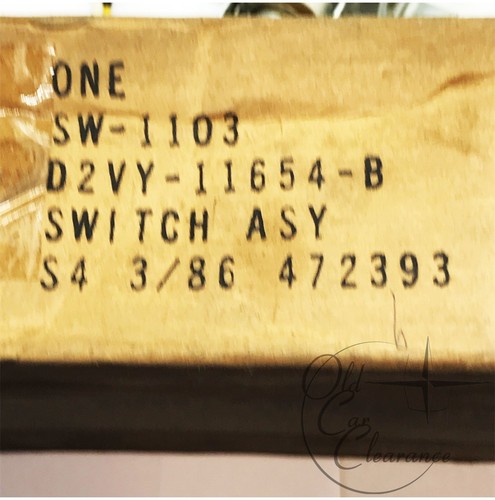 ONE
SW-1103
D2VY-11654-B
SWITCH ASY
S4 3/86 472393
Old
Car
Clearance